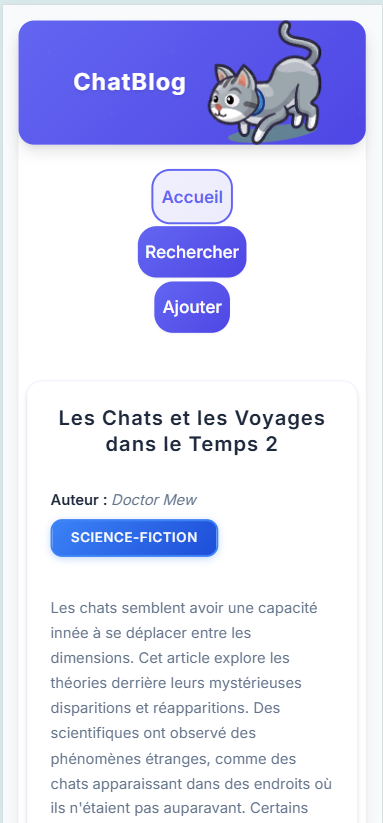 ChatBlog
Accueil
Rechercher
Ajouter
Les Chats et les Voyages
dans le Temps 2
Auteur : Doctor Mew
SCIENCE-FICTION
Les chats semblent avoir une capacité
innée à se déplacer entre les
dimensions. Cet article explore les
théories derrière leurs mystérieuses
disparitions et réapparitions. Des
scientifiques ont observé des
phénomènes étranges, comme des
chats apparaissant dans des endroits où
ils n'étaient pas auparavant. Certains